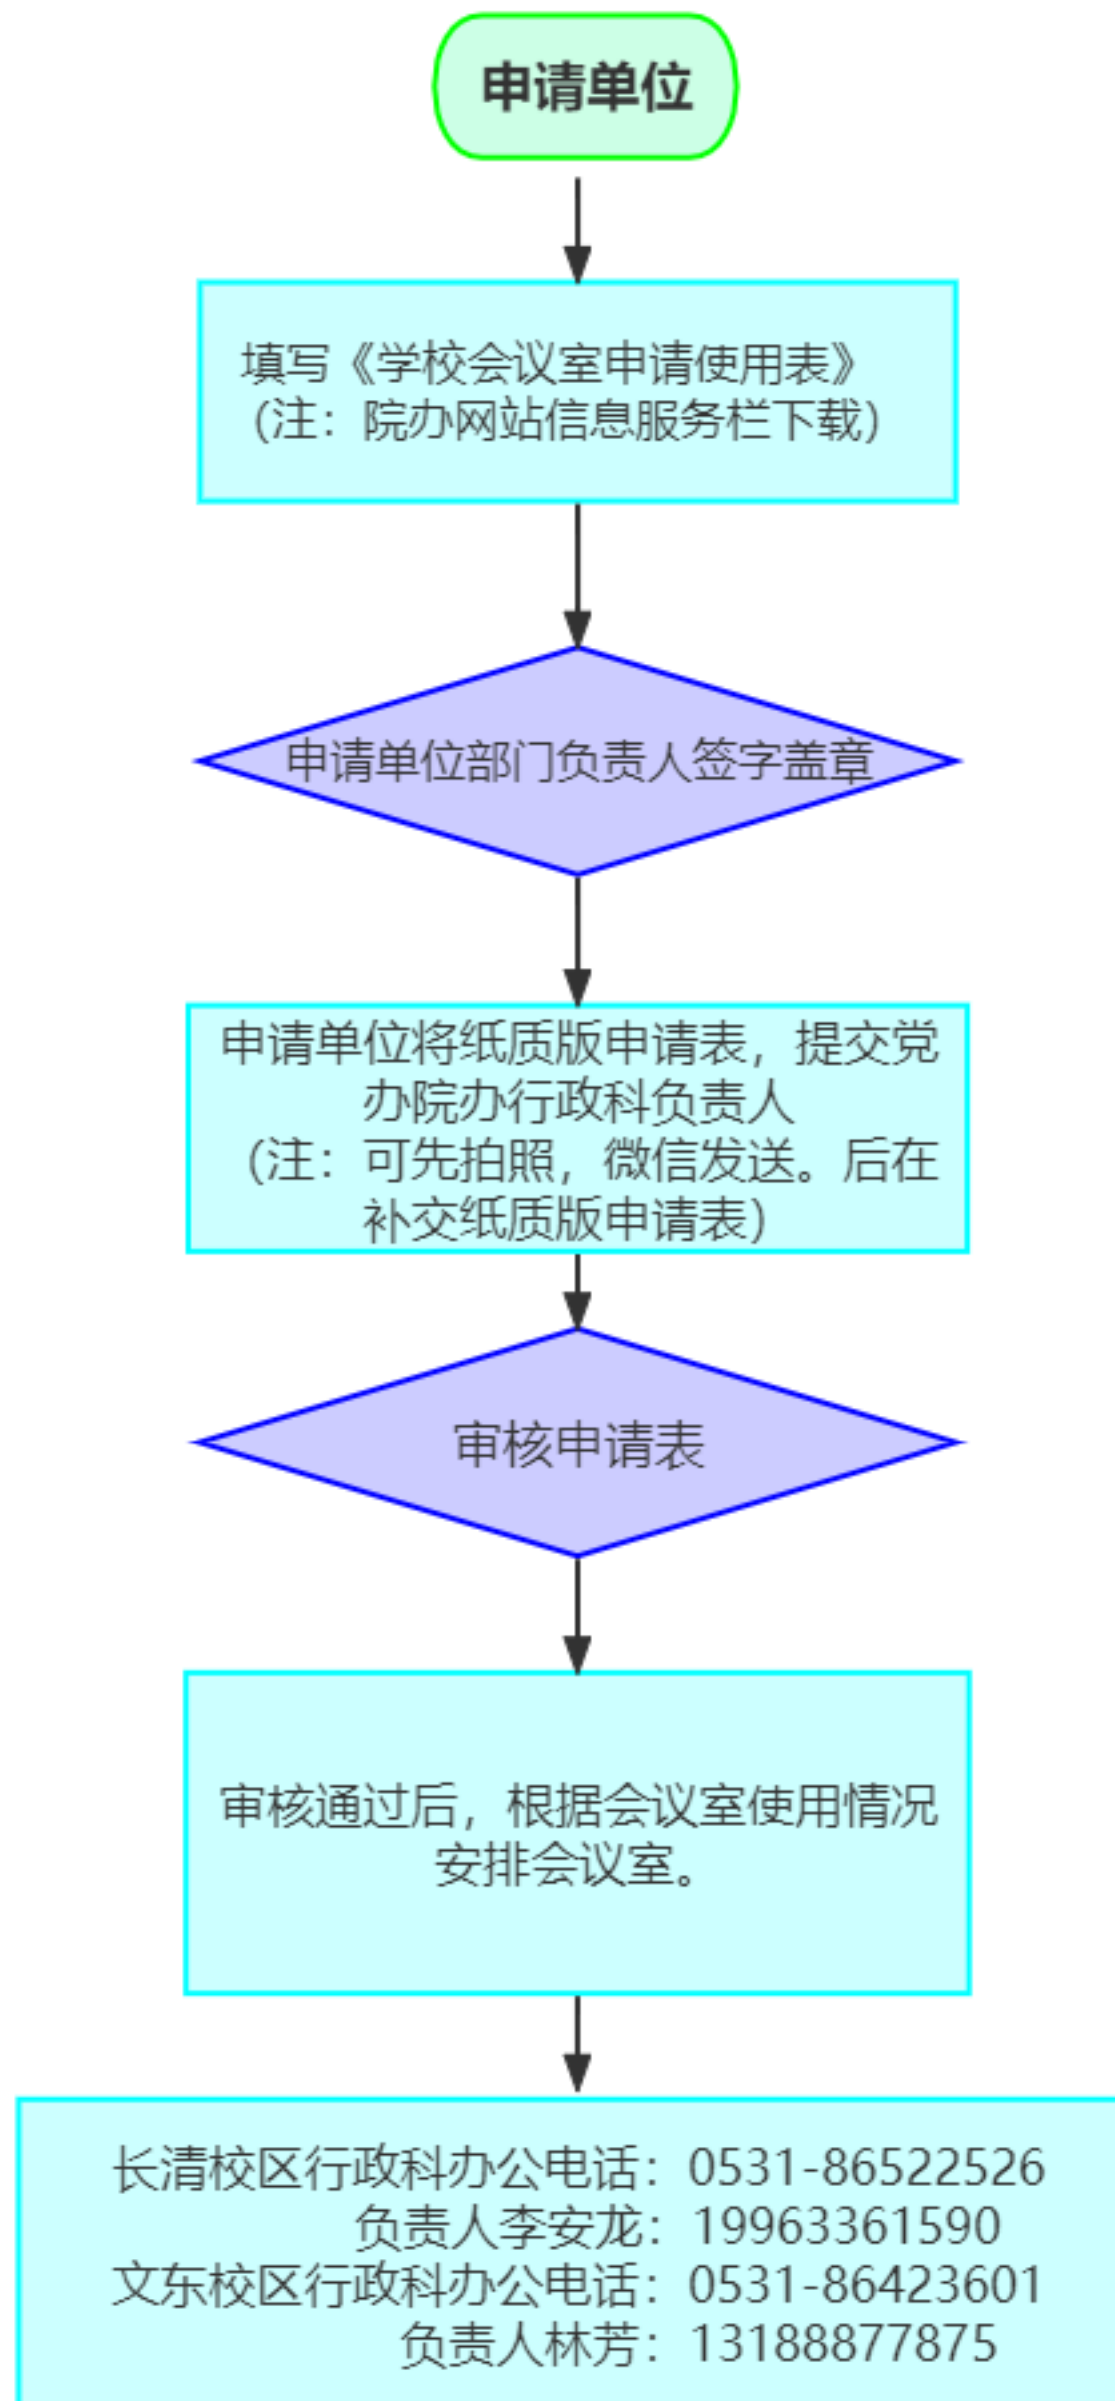 申请单位
填写《学校会议室申请使用表》
（注：院办网站信息服务栏下载）
申请单位部门负责人签字盖章
申请单位将纸质版申请表，提交党
办院办行政科负责人
（注：可先拍照，微信发送。后在
补交纸质版申请表）
审核申请表
审核通过后，根据会议室使用情况
安排会议室。
长清校区行政科办公电话：0531-86522526
负责人李安龙：19963361590
文东校区行政科办公电话：0531-86423601
负责人林芳：13188877875